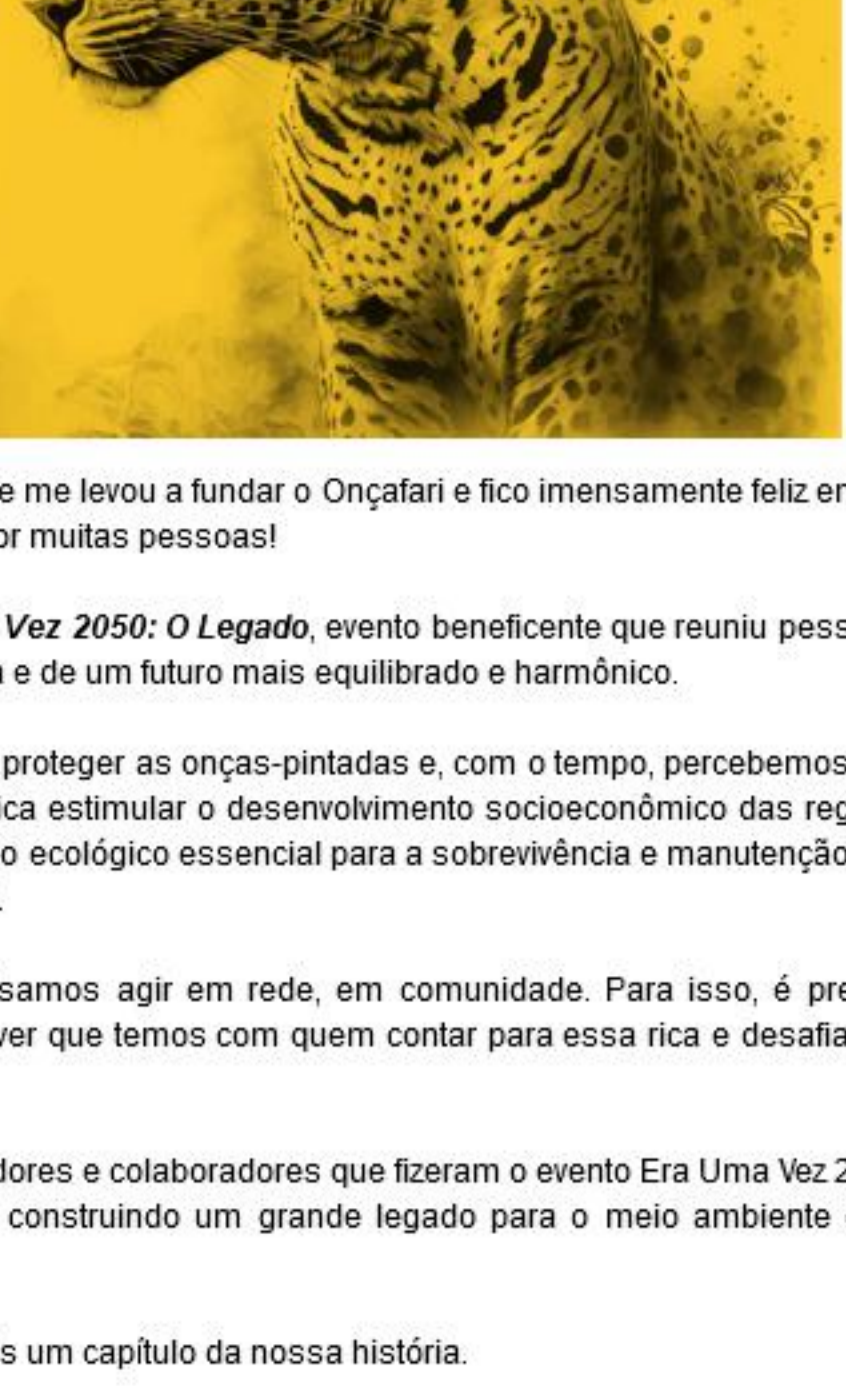 e me levou a fundar o Onçafari e fico imensamente feliz em
or muitas pessoas!
Vez 2050: O Legado, evento beneficente que reuniu pess
e de um futuro mais equilibrado e harmônico.
proteger as onças-pintadas e, com o tempo, percebemos
ica estimular o desenvolvimento socioeconômico das reg
o ecológico essencial para a sobrevivência e manutenção
.
samos agir em rede, em comunidade. Para isso, é pre
ver que temos com quem contar para essa rica e desafia
dores e colaboradores que fizeram o evento Era Uma Vez 2
construindo um grande legado para o meio ambiente
s um capítulo da nossa história.